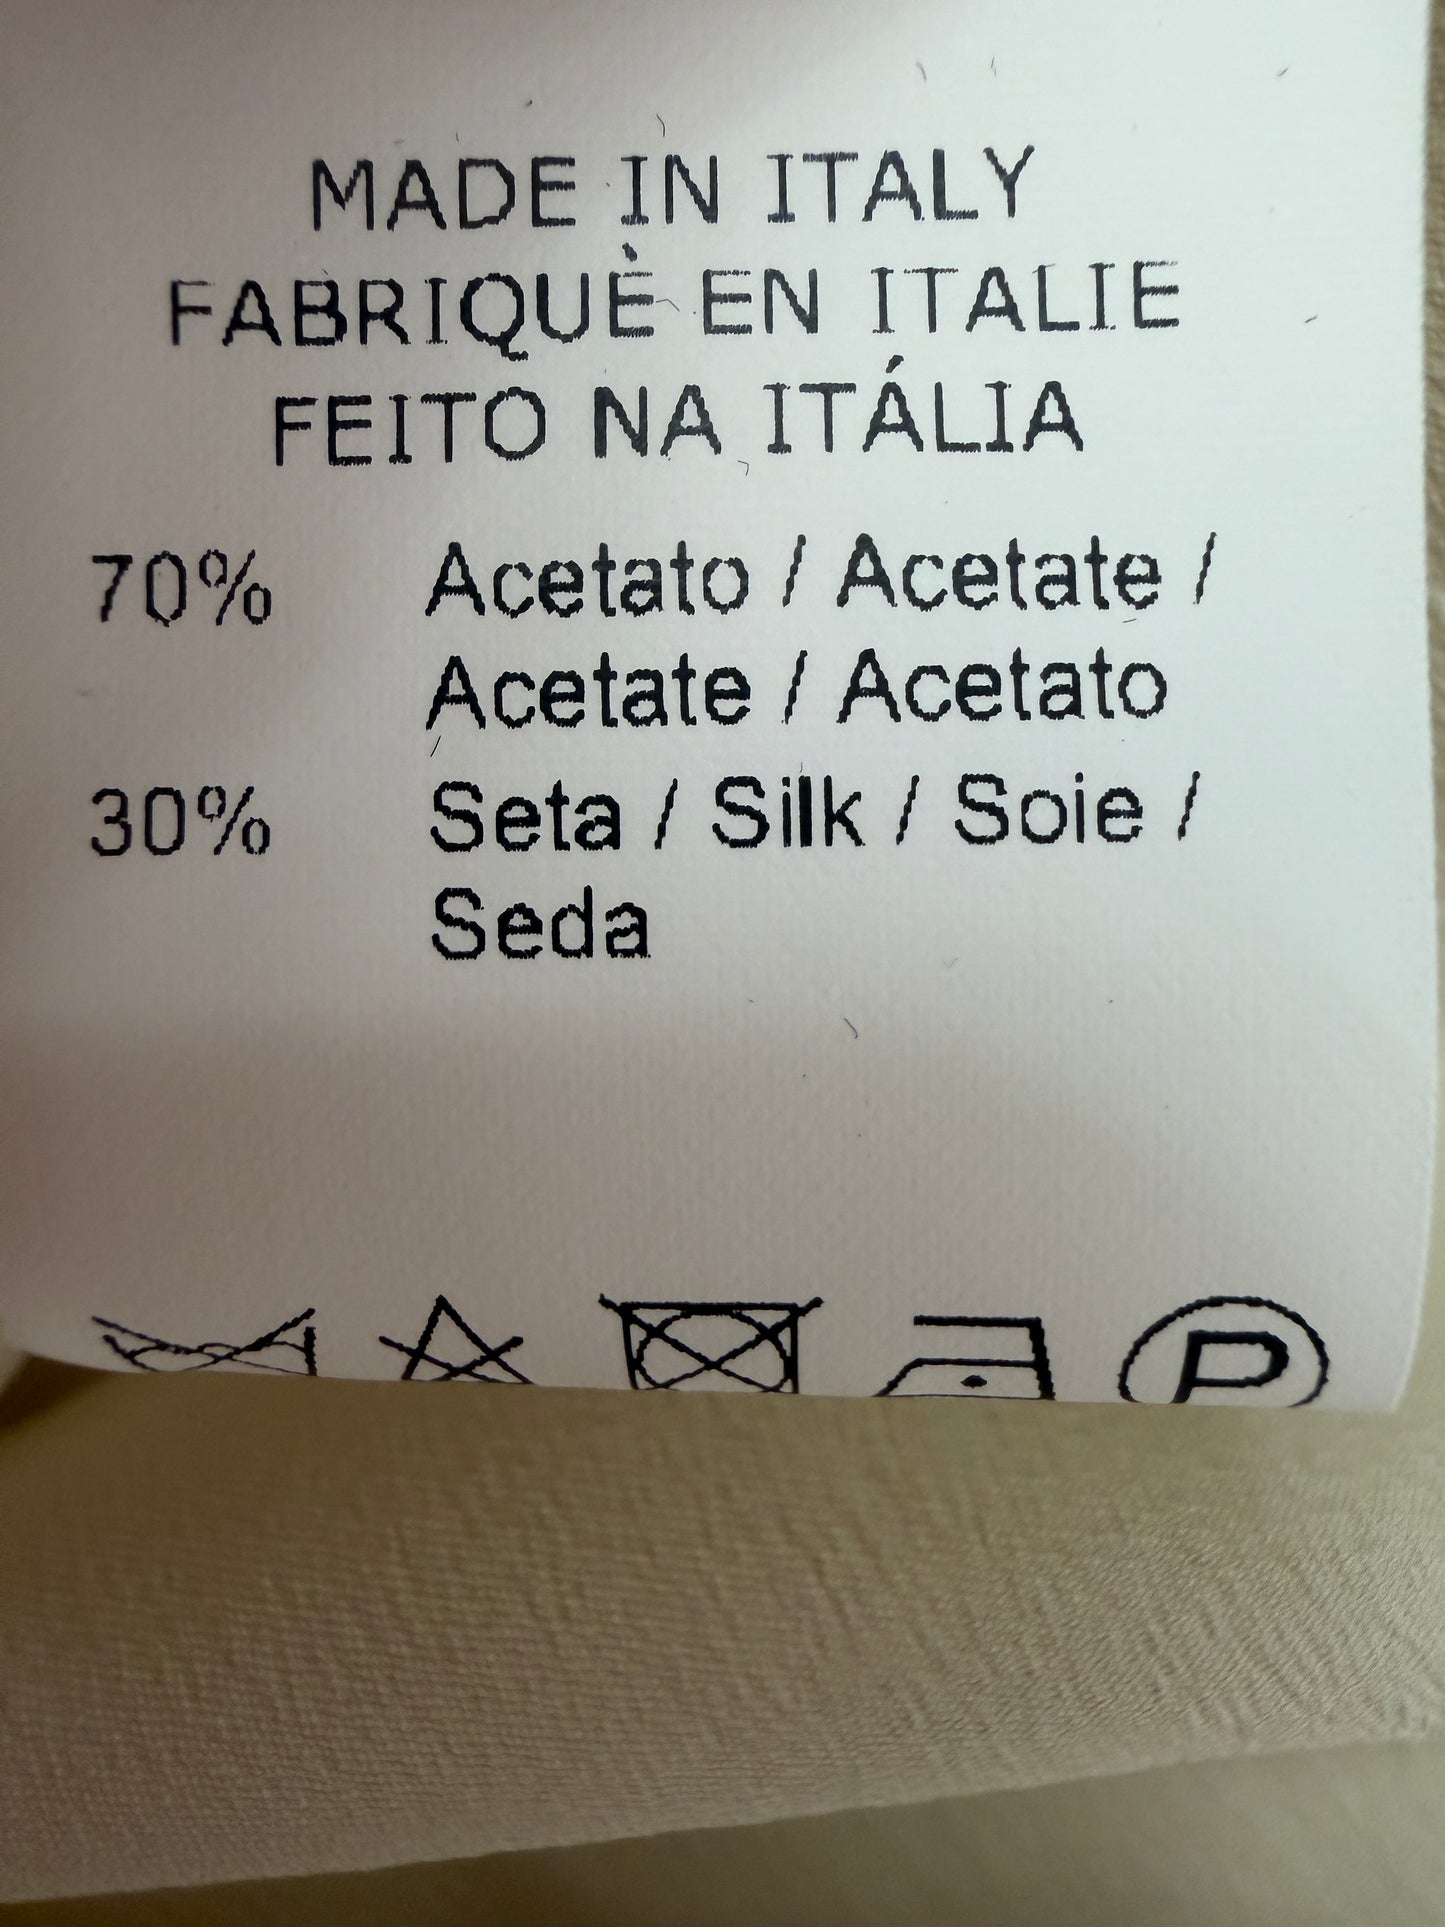 MADE IN ITALY
FABRIQUÈ EN ITALIE
FEITO NA ITÁLIA
70% Acetato / Acetate /
Acetate / Acetato
30% Seta / Silk / Soie /
Seda
P